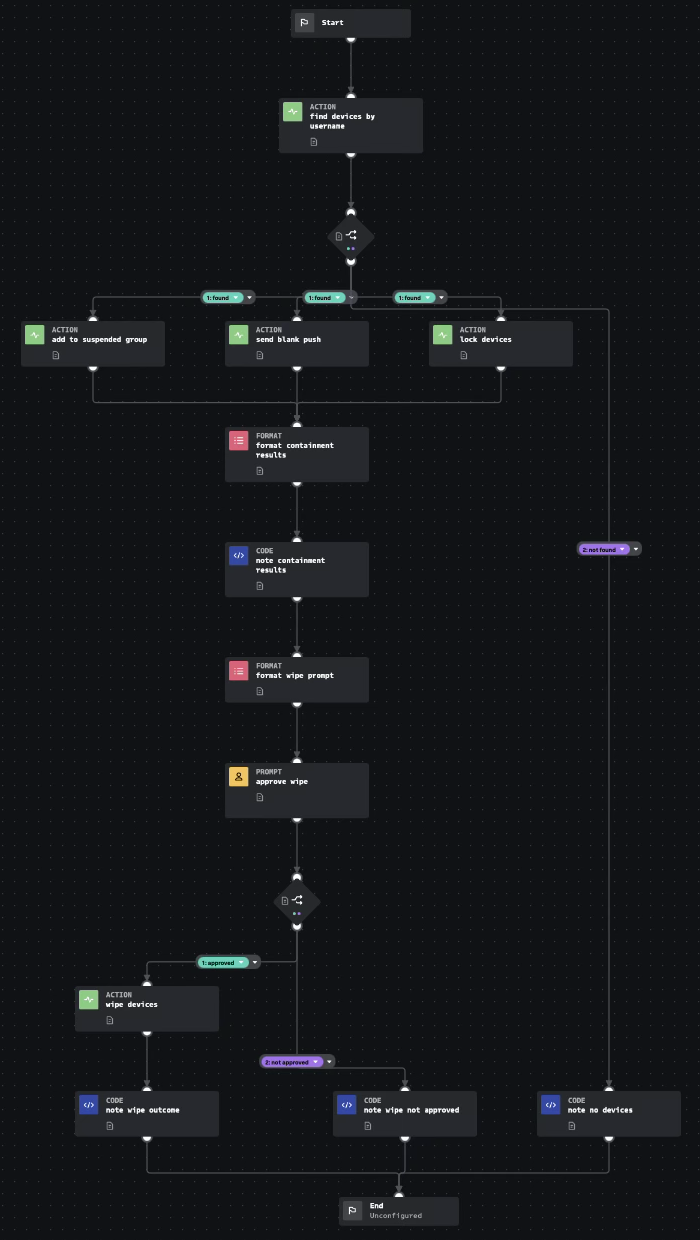 Start
ACTION
find devices by
username
1: found
1: found
1: found
ACTION
add to suspended group
ACTION
send blank push
ACTION
lock devices
FORMAT
format containment
results
2: not found
CODE
note containment
results
FORMAT
format wipe prompt
PROMPT
approve wipe
1: approved
ACTION
wipe devices
2: not approved
CODE
note wipe outcome
CODE
note wipe not approved
CODE
note no devices
End
Unconfigured